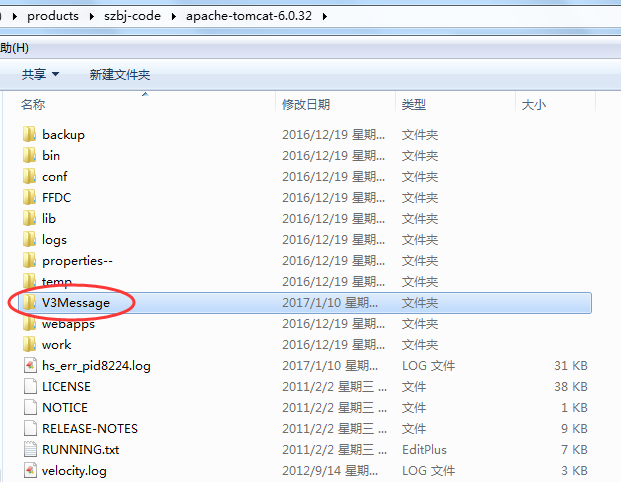 products szbj-code apache-tomcat-6.0.32
助(H)
共享 新建文件夹
名称 修改日期 类型 大小
backup 2016/12/19 星期... 文件夹
bin 2016/12/19 星期... 文件夹
conf 2016/12/19 星期... 文件夹
FFDC 2016/12/19 星期... 文件夹
lib 2016/12/19 星期... 文件夹
logs 2016/12/19 星期... 文件夹
properties-- 2016/12/19 星期... 文件夹
temp 2016/12/19 星期... 文件夹
V3Message 2017/1/10 星期... 文件夹
webapps 2016/12/19 星期... 文件夹
work 2016/12/19 星期... 文件夹
hs_err_pid8224.log 2017/1/10 星期... LOG 文件 31 KB
LICENSE 2011/2/2 星期三 ... 文件 38 KB
NOTICE 2011/2/2 星期三 ... 文件 1 KB
RELEASE-NOTES 2011/2/2 星期三 ... 文件 9 KB
RUNNING.txt 2011/2/2 星期三 ... EditPlus 7 KB
velocity.log 2012/9/14 星期... LOG 文件 3 KB